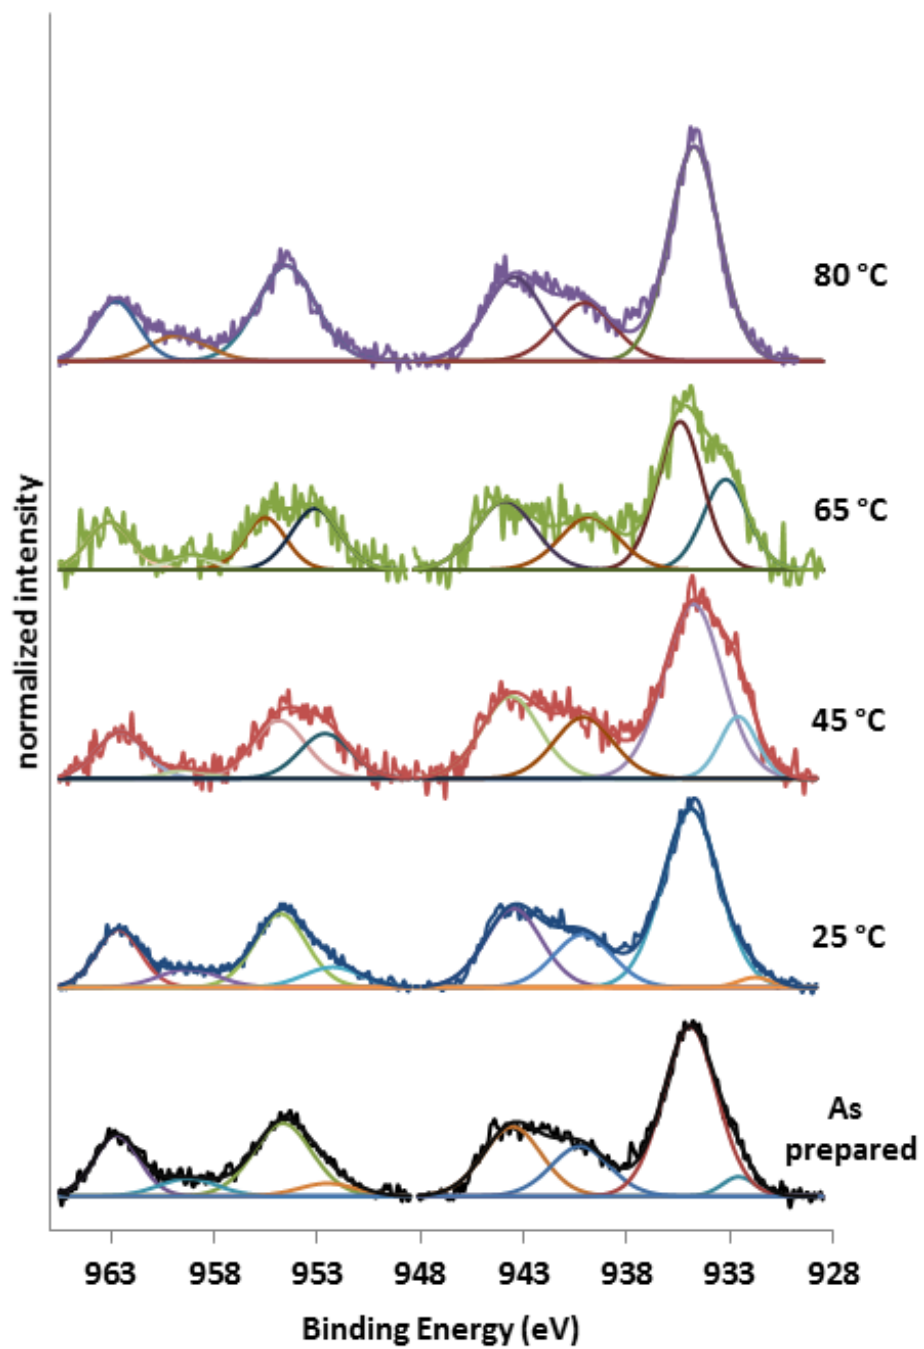 80 °C
65 °C
45 °C
25 °C
As
prepared
normalized intensity
963 958 953 948 943 938 933 928
Binding Energy (eV)